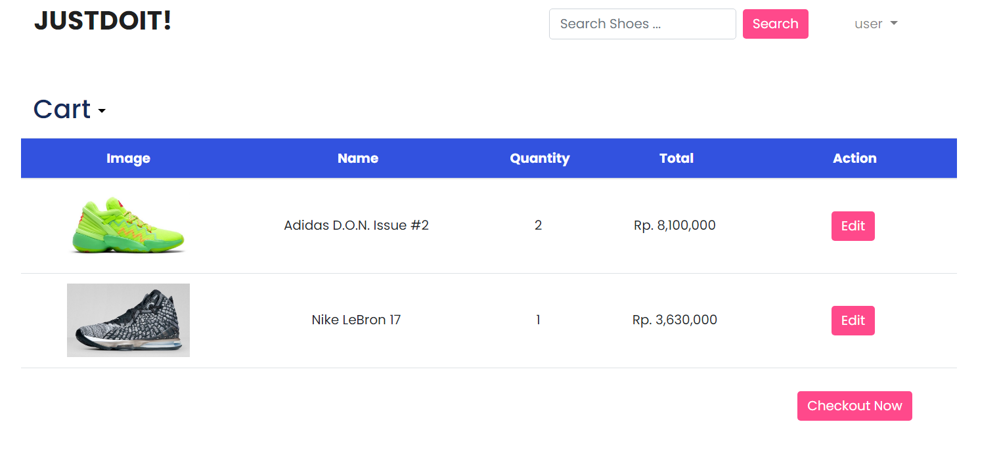 JUSTDOIT!
Search Shoes ...
Search
user
Cart
Image Name Quantity Total Action
Adidas D.O.N. Issue #2 2 Rp. 8,100,000 Edit
Nike LeBron 17 1 Rp. 3,630,000 Edit
Checkout Now